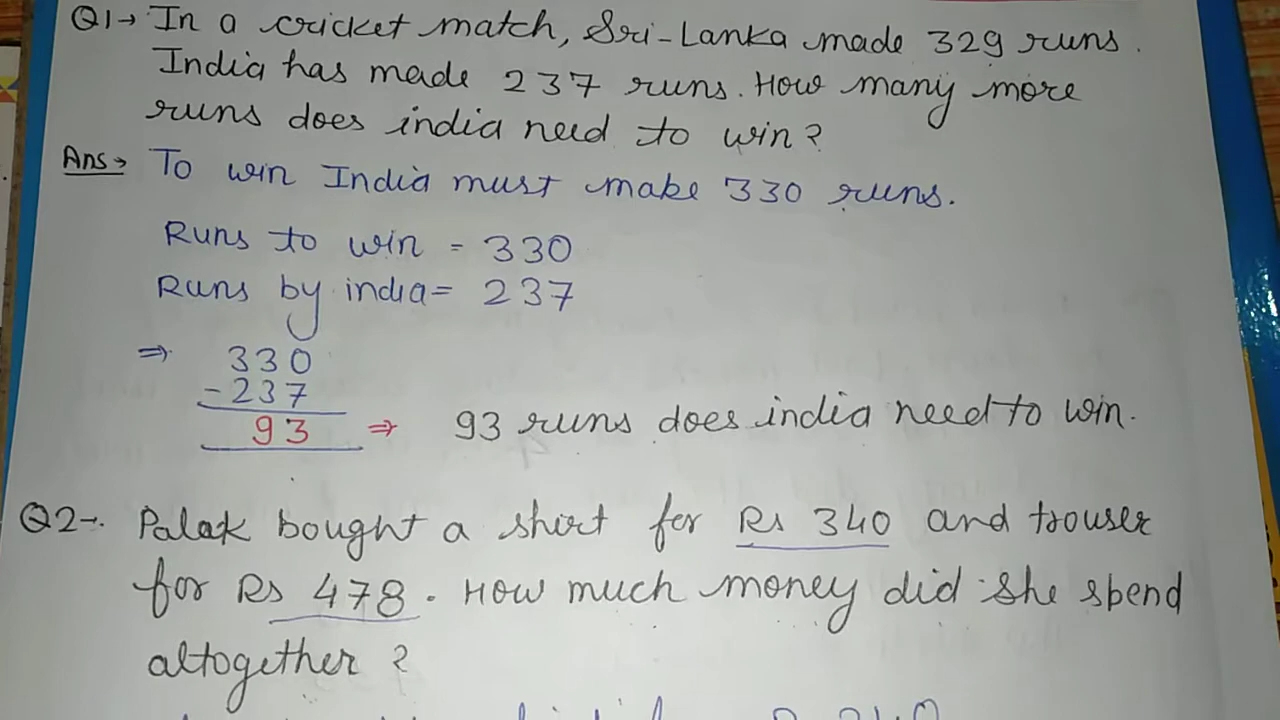 Q1→ In a cricket match, Sri-Lanka made 329 runs.
India has made 237 runs. How many more
runs does india need to win?
Ans→ To win India must make 330 runs.
Runs to win = 330
Runs by india = 237
⇒ 330
- 237
93 ⇒ 93 runs does india need to win.
Q2→ Palak bought a shirt for Rs 340 and trouser
for Rs 478. How much money did she spend
altogether?